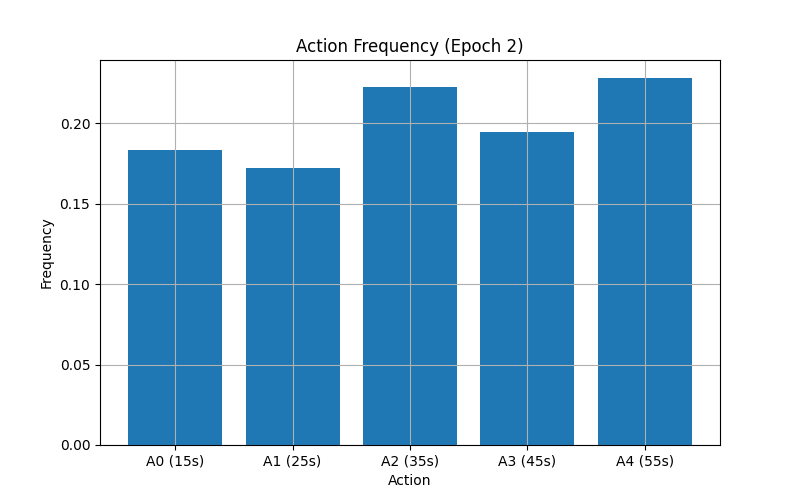 Action Frequency (Epoch 2)
Frequency
0.20
0.15
0.10
0.05
0.00
A0 (15s) A1 (25s) A2 (35s) A3 (45s) A4 (55s)
Action